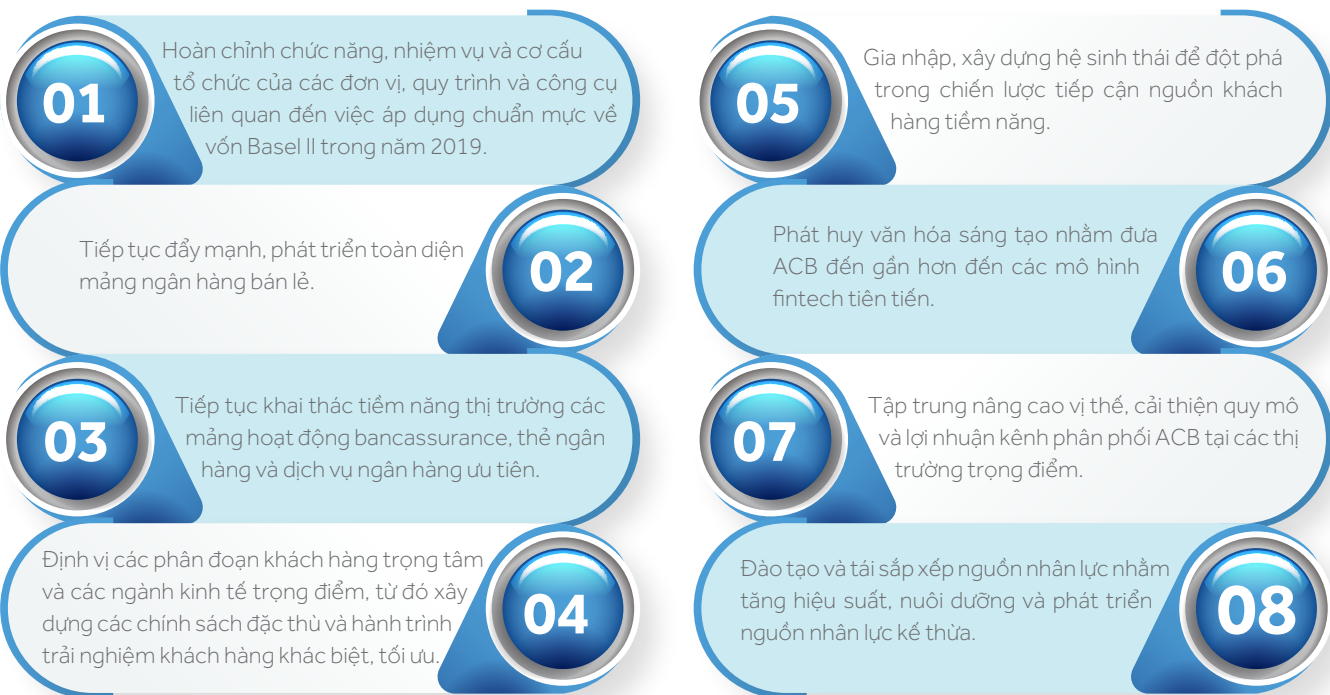 01
Hoàn chỉnh chức năng, nhiệm vụ và cơ cấu
tổ chức của các đơn vị, quy trình và công cụ
liên quan đến việc áp dụng chuẩn mực về
vốn Basel II trong năm 2019.
02
Tiếp tục đẩy mạnh, phát triển toàn diện
mảng ngân hàng bán lẻ.
03
Tiếp tục khai thác tiềm năng thị trường các
mảng hoạt động bancassurance, thẻ ngân
hàng và dịch vụ ngân hàng ưu tiên.
04
Định vị các phân đoạn khách hàng trọng tâm
và các ngành kinh tế trọng điểm, từ đó xây
dựng các chính sách đặc thù và hành trình
trải nghiệm khách hàng khác biệt, tối ưu.
05
Gia nhập, xây dựng hệ sinh thái để đột phá
trong chiến lược tiếp cận nguồn khách
hàng tiềm năng.
06
Phát huy văn hóa sáng tạo nhằm đưa
ACB đến gần hơn đến các mô hình
fintech tiên tiến.
07
Tập trung nâng cao vị thế, cải thiện quy mô
và lợi nhuận kênh phân phối ACB tại các thị
trường trọng điểm.
08
Đào tạo và tái sắp xếp nguồn nhân lực nhằm
tăng hiệu suất, nuôi dưỡng và phát triển
nguồn nhân lực kế thừa.